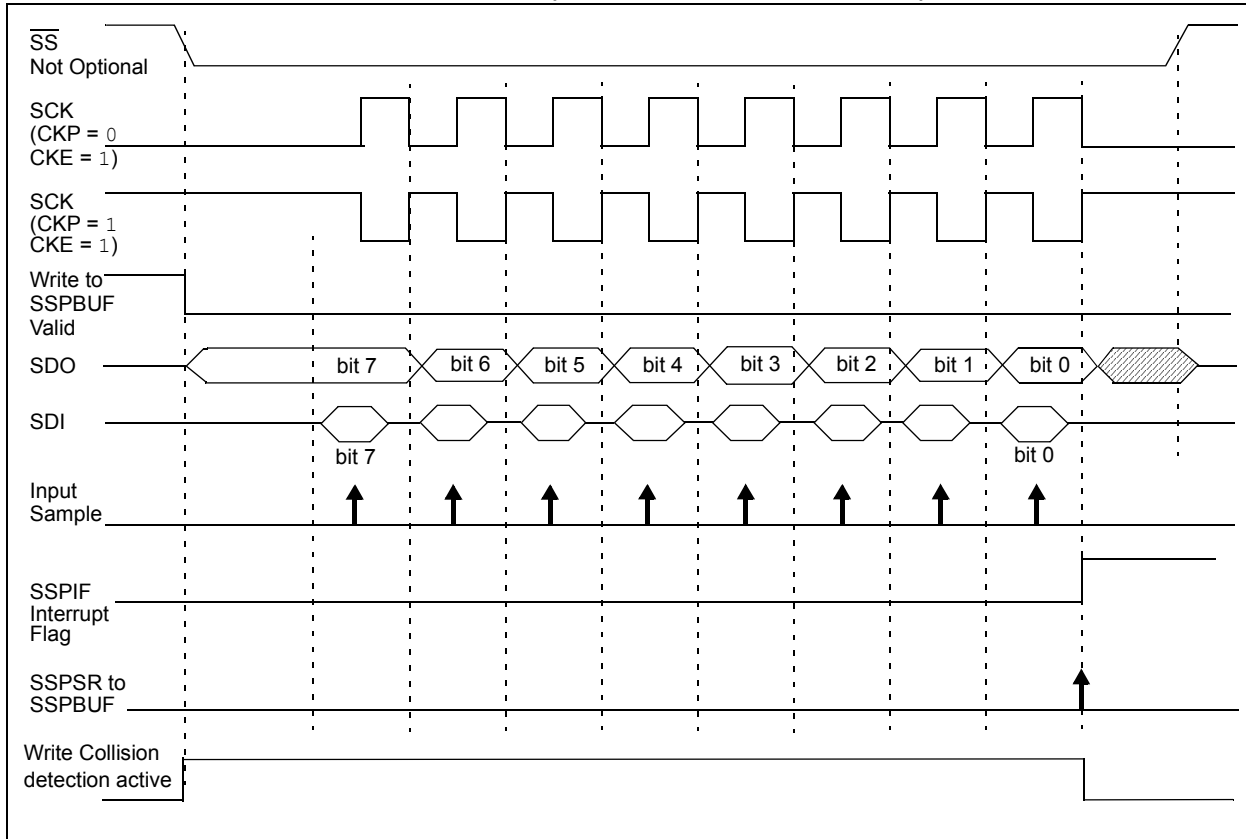 SS
Not Optional
SCK
(CKP = 0
CKE = 1)
SCK
(CKP = 1
CKE = 1)
Write to
SSPBUF
Valid
SDO
bit 7 bit 6 bit 5 bit 4 bit 3 bit 2 bit 1 bit 0
SDI
bit 7 bit 0
Input
Sample
SSPIF
Interrupt
Flag
SSPSR to
SSPBUF
Write Collision
detection active